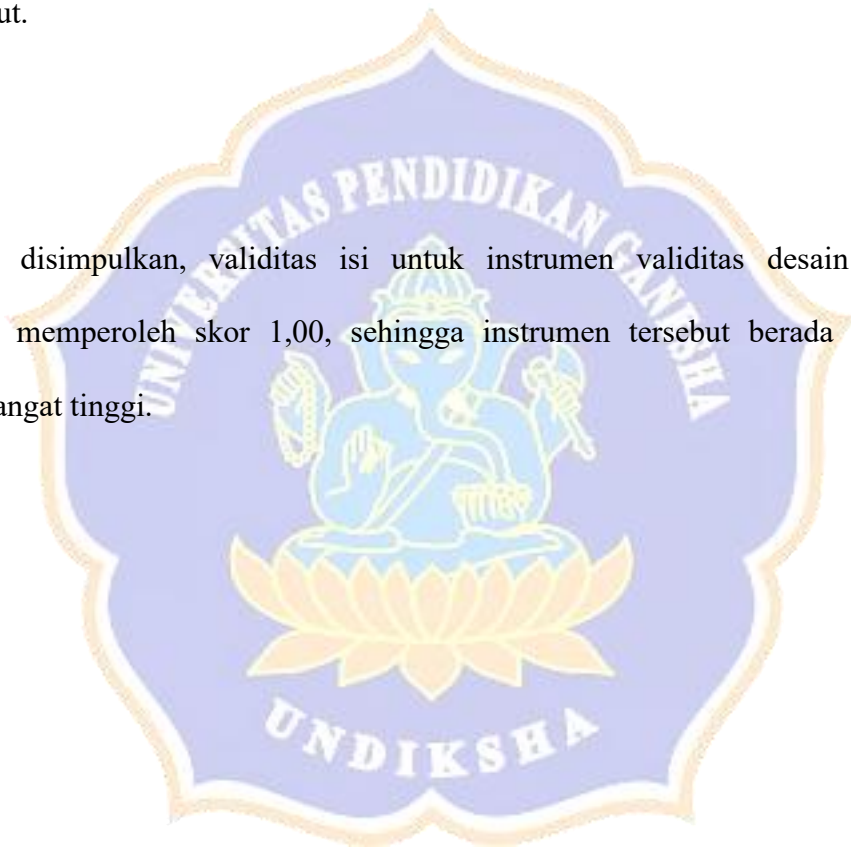 ut.
UNIVERSITAS PENDIDIKAN GANESHA
disimpulkan, validitas isi untuk instrumen validitas desain
memperoleh skor 1,00, sehingga instrumen tersebut berada
angat tinggi.
UNDIKSHA